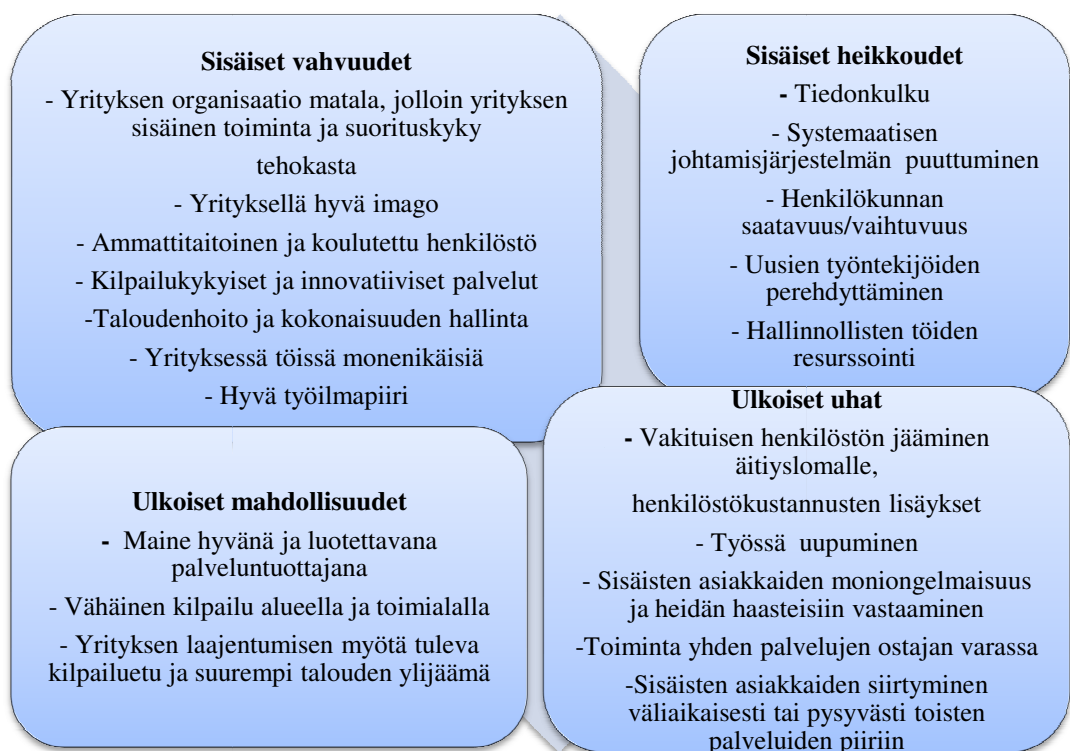 Sisäiset vahvuudet
- Yrityksen organisaatio matala, jolloin yrityksen
sisäinen toiminta ja suorituskyky
tehokasta
- Yrityksellä hyvä imago
- Ammattitaitoinen ja koulutettu henkilöstö
- Kilpailukykyiset ja innovatiiviset palvelut
-Taloudenhoito ja kokonaisuuden hallinta
- Yrityksessä töissä monenikäisiä
- Hyvä työilmapiiri
Sisäiset heikkoudet
- Tiedonkulku
- Systemaatisen
johtamisjärjestelmän puuttuminen
- Henkilökunnan
saatavuus/vaihtuvuus
- Uusien työntekijöiden
perehdyttäminen
- Hallinnollisten töiden
resurssointi
Ulkoiset mahdollisuudet
- Maine hyvänä ja luotettavana
palveluntuottajana
- Vähäinen kilpailu alueella ja toimialalla
- Yrityksen laajentumisen myötä tuleva
kilpailuetu ja suurempi talouden ylijäämä
Ulkoiset uhat
- Vakituisen henkilöstön jääminen
äitiyslomalle,
henkilöstökustannusten lisäykset
- Työssä uupuminen
- Sisäisten asiakkaiden moniongelmaisuus
ja heidän haasteisiin vastaaminen
-Toiminta yhden palvelujen ostajan varassa
-Sisäisten asiakkaiden siirtyminen
väliaikaisesti tai pysyvästi toisten
palveluiden piiriin